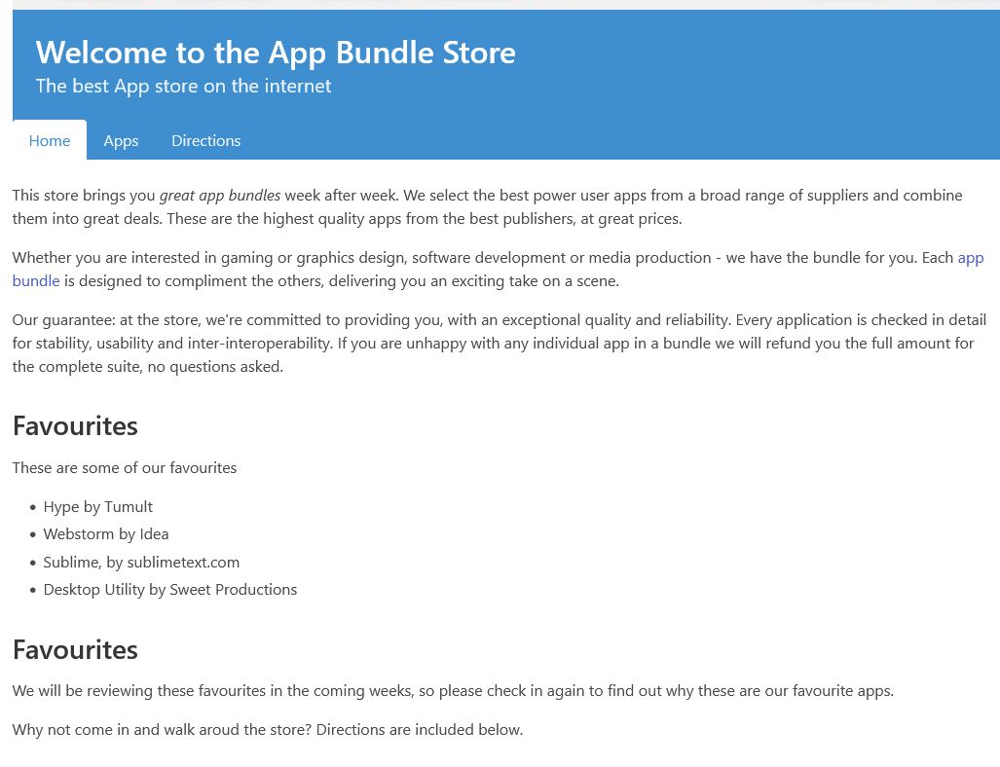 Welcome to the App Bundle Store
The best App store on the internet
Home Apps Directions
This store brings you great app bundles week after week. We select the best power user apps from a broad range of suppliers and combine
them into great deals. These are the highest quality apps from the best publishers, at great prices.
Whether you are interested in gaming or graphics design, software development or media production - we have the bundle for you. Each app
bundle is designed to compliment the others, delivering you an exciting take on a scene.
Our guarantee: at the store, we're committed to providing you, with an exceptional quality and reliability. Every application is checked in detail
for stability, usability and inter-interoperability. If you are unhappy with any individual app in a bundle we will refund you the full amount for
the complete suite, no questions asked.
Favourites
These are some of our favourites
• Hype by Tumult
• Webstorm by Idea
• Sublime, by sublimetext.com
• Desktop Utility by Sweet Productions
Favourites
We will be reviewing these favourites in the coming weeks, so please check in again to find out why these are our favourite apps.
Why not come in and walk aroud the store? Directions are included below.